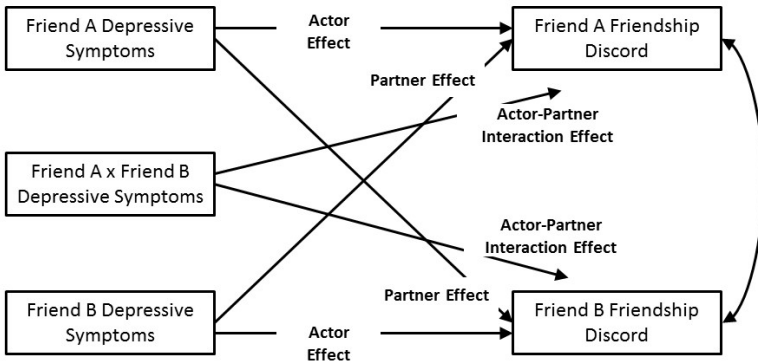 Friend A Depressive
Symptoms
Actor
Effect
Friend A Friendship
Discord
Partner Effect
Actor-Partner
Interaction Effect
Friend A x Friend B
Depressive Symptoms
Actor-Partner
Interaction Effect
Partner Effect
Friend B Depressive
Symptoms
Actor
Effect
Friend B Friendship
Discord